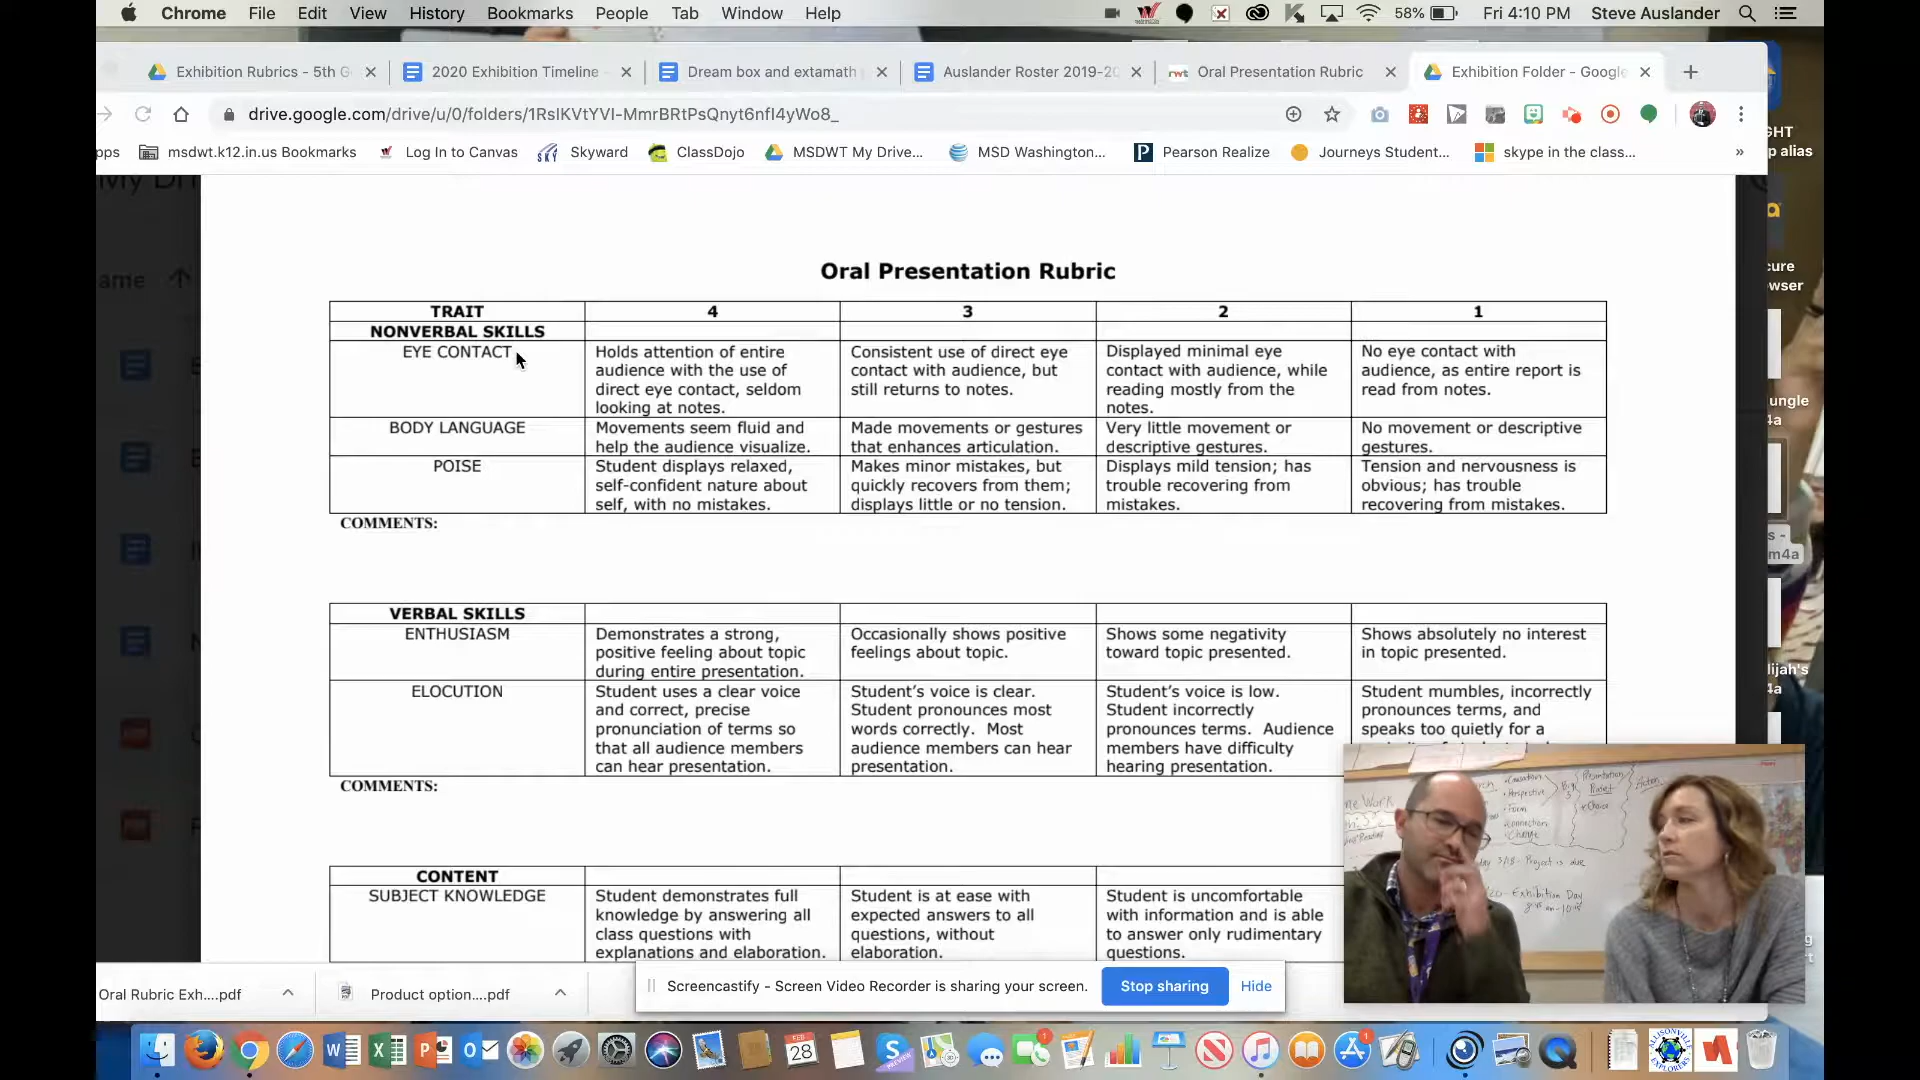 Chrome File Edit View History Bookmarks People Tab Window Help 58% Fri 4:10 PM Steve Auslander
Exhibition Rubrics - 5th G 2020 Exhibition Timeline - Dream box and extamath Auslander Roster 2019-20 Oral Presentation Rubric Exhibition Folder - Google
drive.google.com/drive/u/0/folders/
msdwt.k12.in.us Bookmarks Log In to Canvas Skyward ClassDojo MSDWT My Drive... MSD Washington... Pearson Realize Journeys Student... skype in the class... »
Oral Presentation Rubric
TRAIT 4 3 2 1
NONVERBAL SKILLS
EYE CONTACT Holds attention of entire Consistent use of direct eye Displayed minimal eye No eye contact with
audience with the use of contact with audience, but contact with audience, while audience, as entire report is
direct eye contact, seldom still returns to notes. reading mostly from the read from notes.
looking at notes. notes.
BODY LANGUAGE Movements seem fluid and Made movements or gestures Very little movement or No movement or descriptive
help the audience visualize. that enhances articulation. descriptive gestures. gestures.
POISE Student displays relaxed, Makes minor mistakes, but Displays mild tension; has Tension and nervousness is
self-confident nature about quickly recovers from them; trouble recovering from obvious; has trouble
self, with no mistakes. displays little or no tension. mistakes. recovering from mistakes.
COMMENTS:
VERBAL SKILLS
ENTHUSIASM Demonstrates a strong, Occasionally shows positive Shows some negativity Shows absolutely no interest
positive feeling about topic feelings about topic. toward topic presented. in topic presented.
during entire presentation.
ELOCUTION Student uses a clear voice Student's voice is clear. Student's voice is low. Student mumbles, incorrectly
and correct, precise Student pronounces most Student incorrectly pronounces terms, and
pronunciation of terms so words correctly. Most pronounces terms. Audience speaks too quietly for a
that all audience members audience members can hear members have difficulty
can hear presentation. presentation. hearing presentation.
COMMENTS:
CONTENT
SUBJECT KNOWLEDGE Student demonstrates full Student is at ease with Student is uncomfortable
knowledge by answering all expected answers to all with information and is able
class questions with questions, without to answer only rudimentary
explanations and elaboration. elaboration. questions.
Oral Rubric Exh....pdf Product option....pdf Screencastify - Screen Video Recorder is sharing your screen. Stop sharing Hide